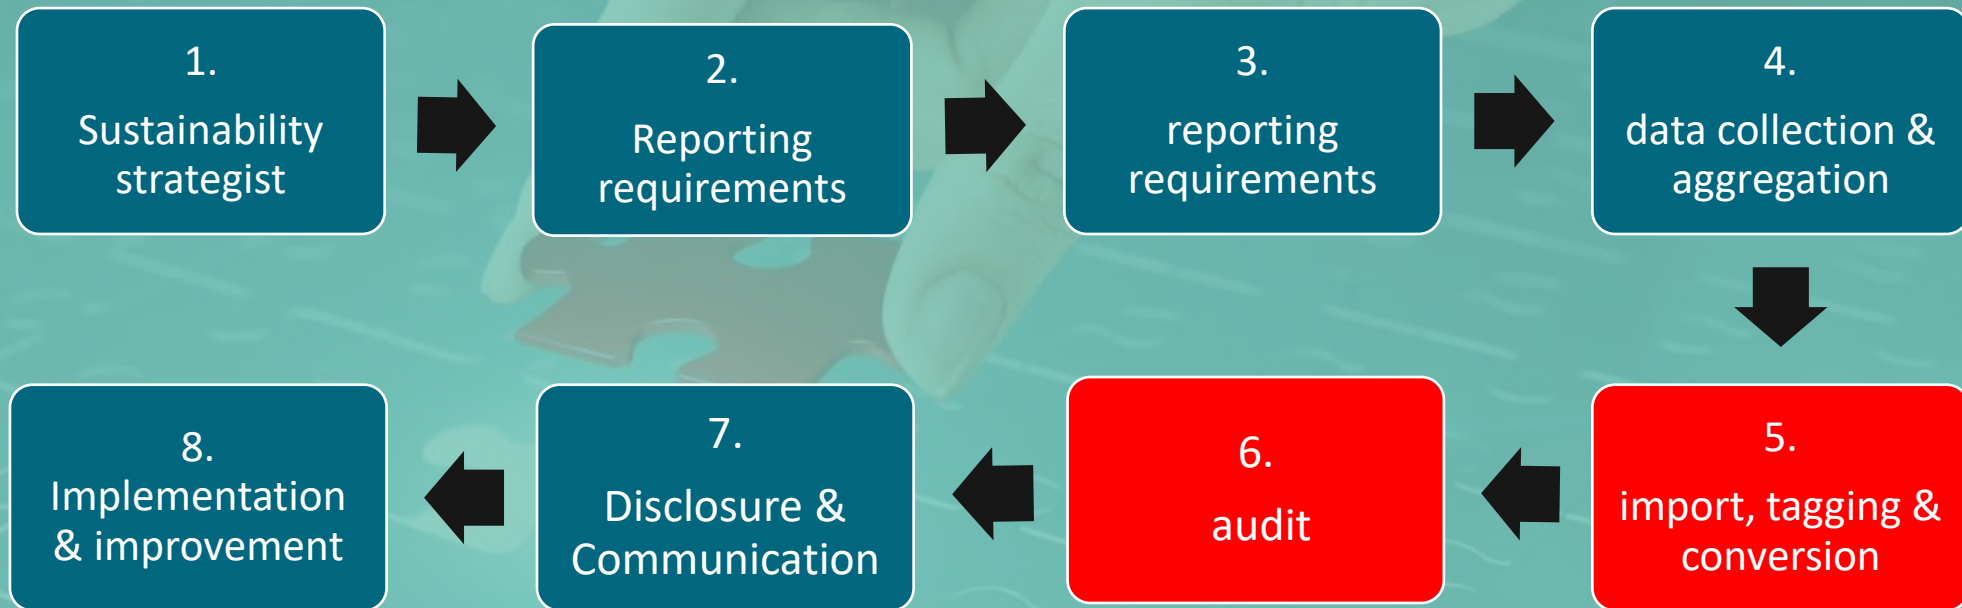 1.
Sustainability
strategist
2.
Reporting
requirements
3.
reporting
requirements
4.
data collection &
aggregation
5.
import, tagging &
conversion
6.
audit
7.
Disclosure &
Communication
8.
Implementation
& improvement